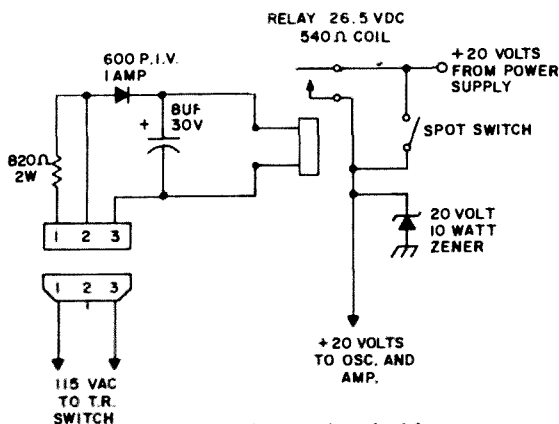 RELAY 26.5 VDC
540Ω COIL
600 P.I.V.
1 AMP
+20 VOLTS
FROM POWER
SUPPLY
8UF
30V
+
SPOT SWITCH
820Ω
2W
1 2 3
20 VOLT
10 WATT
ZENER
1 2 3
+20 VOLTS
TO OSC. AND
AMP.
115 VAC
TO T.R.
SWITCH